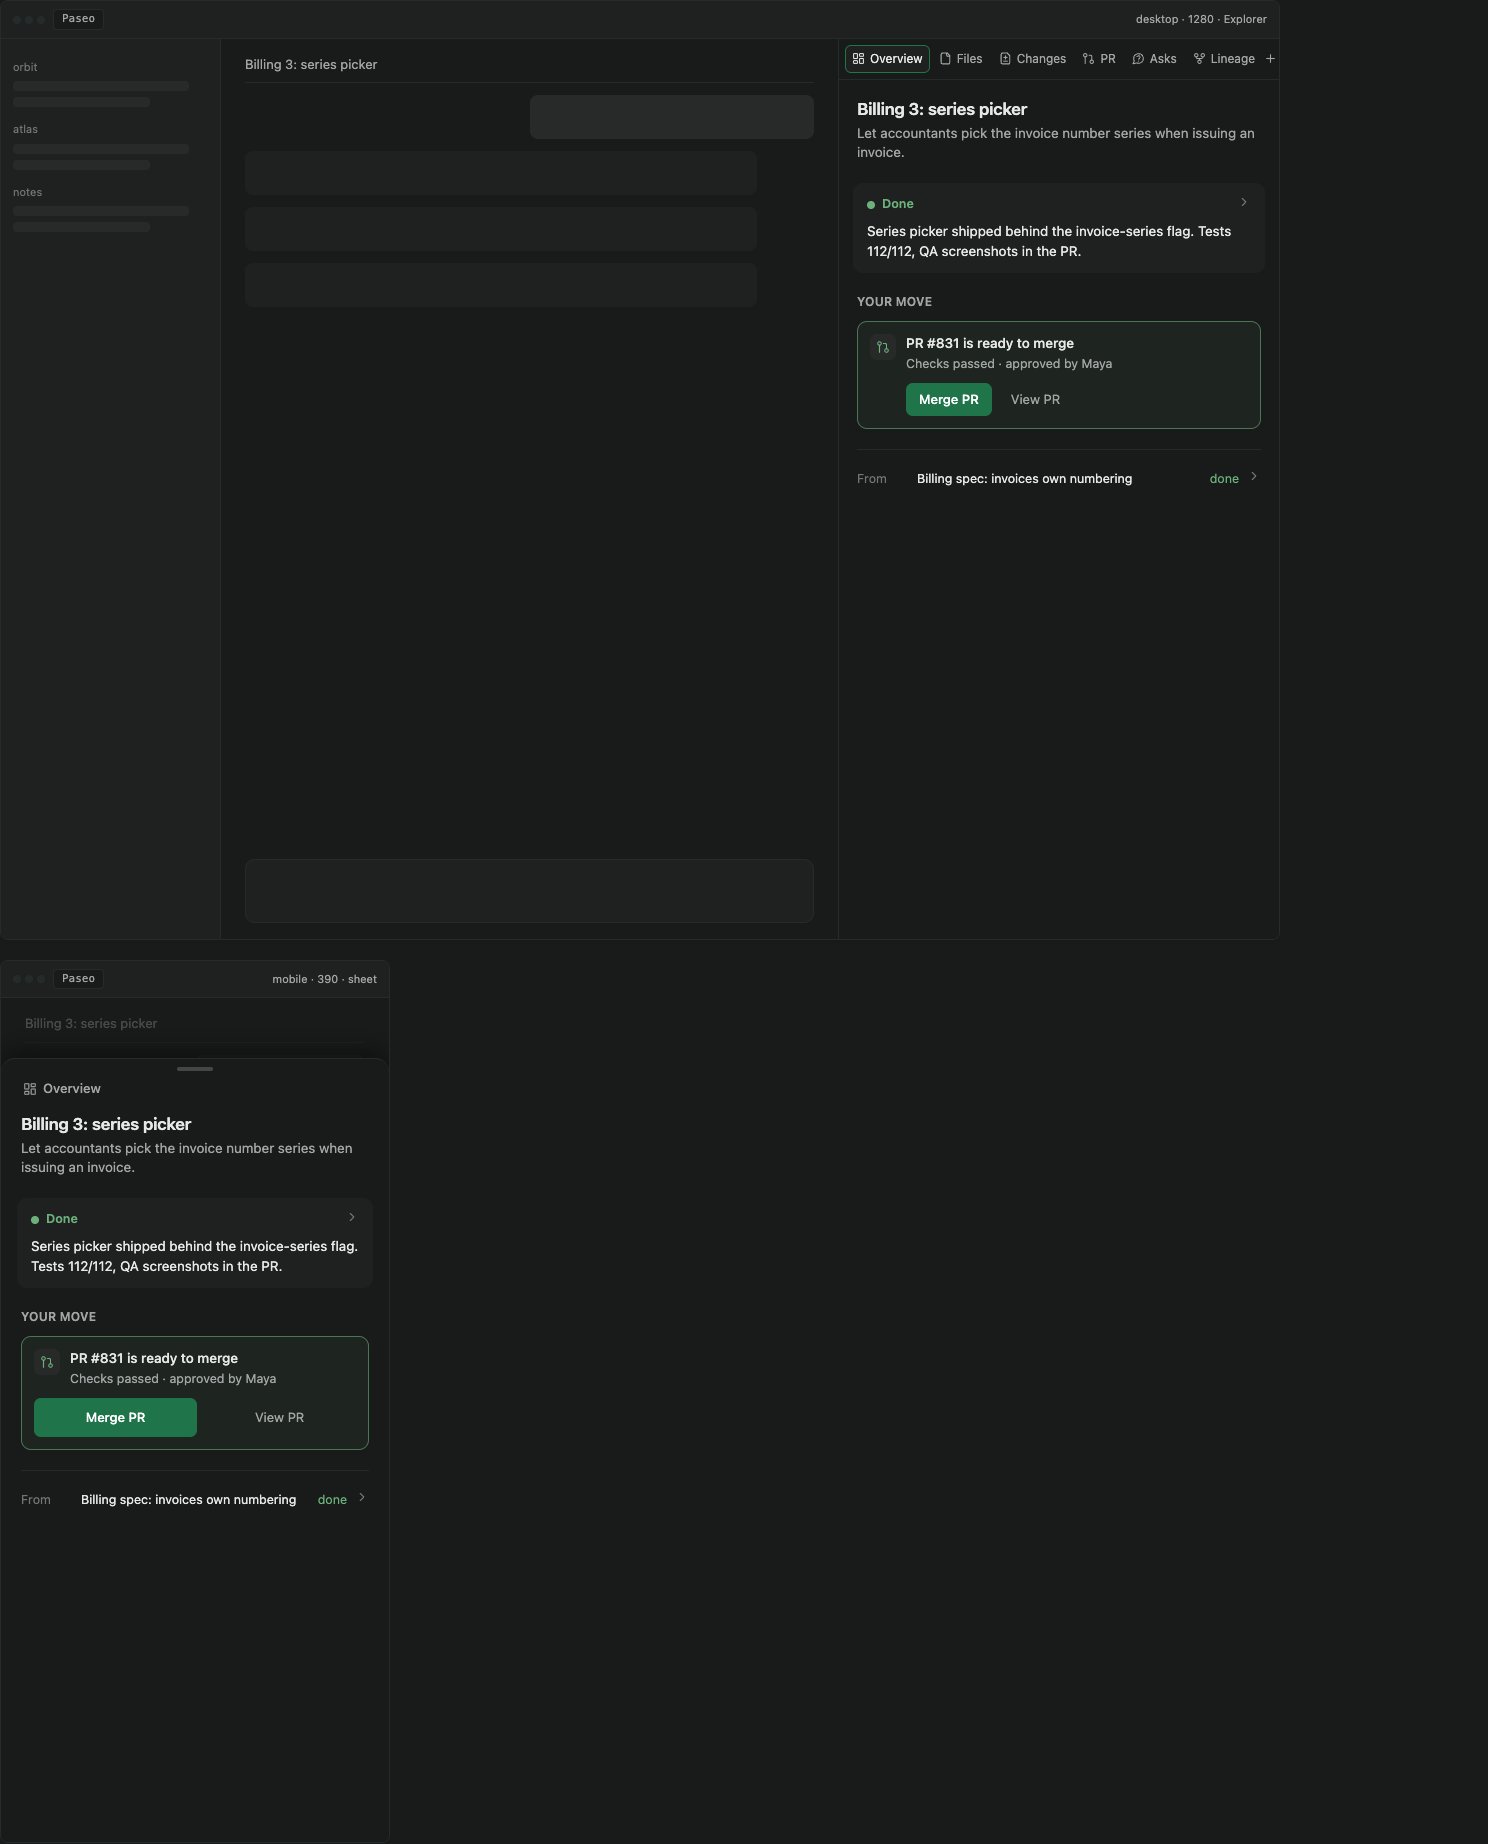 Paseo
desktop · 1280 · Explorer
orbit
atlas
notes
Billing 3: series picker
Overview
Files
Changes
PR
Asks
Lineage
+
Billing 3: series picker
Let accountants pick the invoice number series when issuing an
invoice.
Done
Series picker shipped behind the invoice-series flag. Tests
112/112, QA screenshots in the PR.
YOUR MOVE
PR #831 is ready to merge
Checks passed · approved by Maya
Merge PR
View PR
From
Billing spec: invoices own numbering
done
Paseo
mobile · 390 · sheet
Billing 3: series picker
Overview
Billing 3: series picker
Let accountants pick the invoice number series when
issuing an invoice.
Done
Series picker shipped behind the invoice-series flag.
Tests 112/112, QA screenshots in the PR.
YOUR MOVE
PR #831 is ready to merge
Checks passed · approved by Maya
Merge PR
View PR
From
Billing spec: invoices own numbering
done